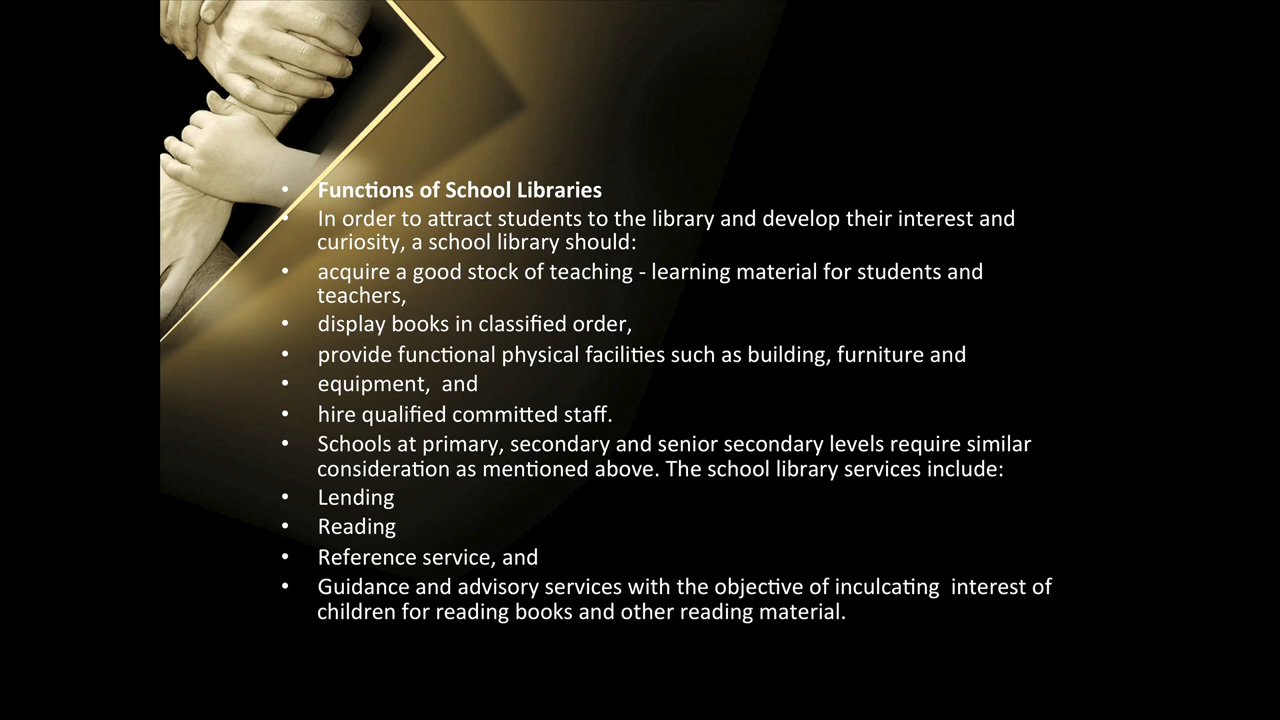 • Functions of School Libraries
• In order to attract students to the library and develop their interest and
curiosity, a school library should:
• acquire a good stock of teaching - learning material for students and
teachers,
• display books in classified order,
• provide functional physical facilities such as building, furniture and
• equipment,  and
• hire qualified committed staff.
• Schools at primary, secondary and senior secondary levels require similar
consideration as mentioned above. The school library services include:
• Lending
• Reading
• Reference service, and
• Guidance and advisory services with the objective of inculcating  interest of
children for reading books and other reading material.